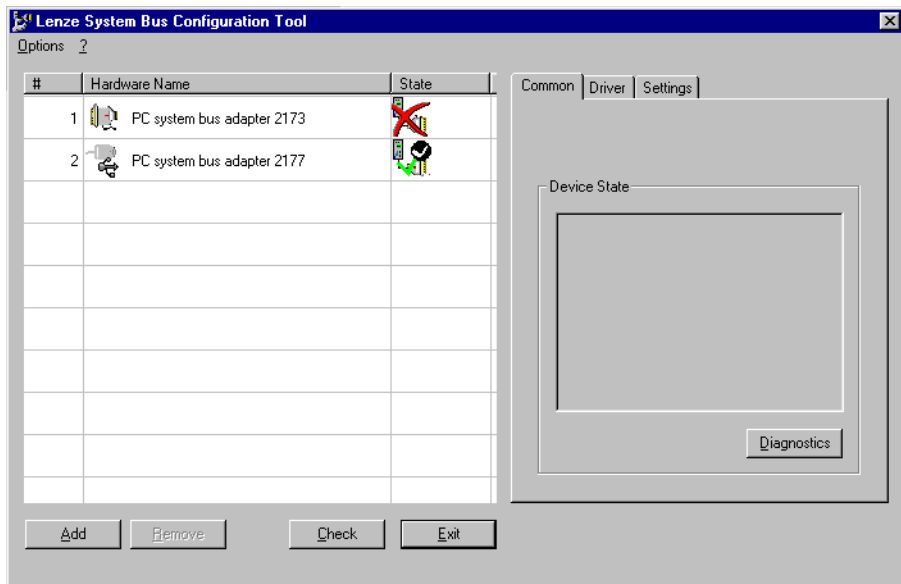 Lenze System Bus Configuration Tool
Options ?
# Hardware Name State
1 PC system bus adapter 2173
2 PC system bus adapter 2177
Common Driver Settings
Device State
Diagnostics
Add Remove Check Exit